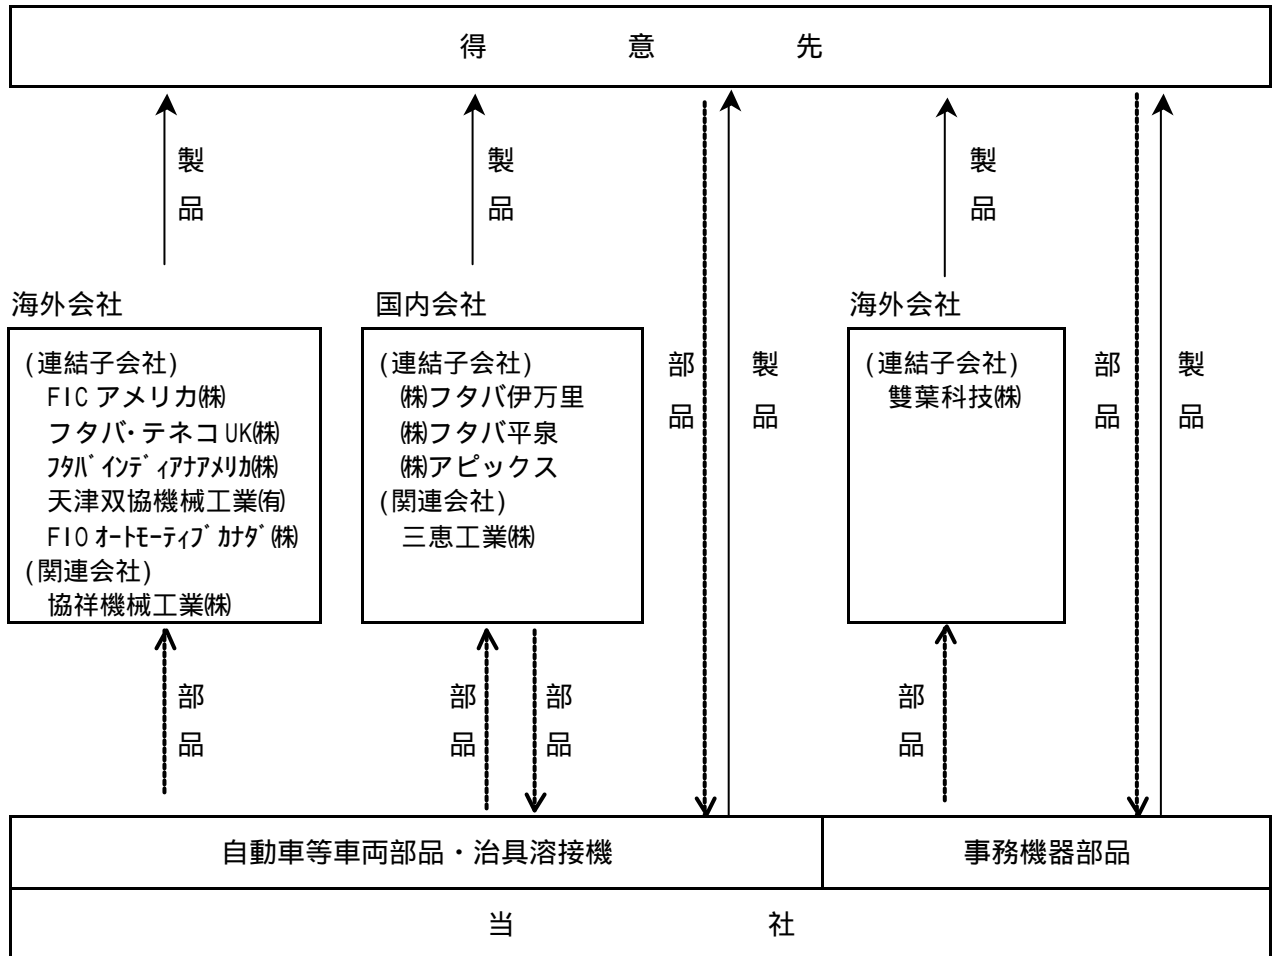 得意先
製品
製品
製品
海外会社
国内会社
海外会社
(連結子会社)
FICアメリカ㈱
フタバ・テネコUK㈱
ﾌﾀﾊﾞｲﾝﾃﾞｨｱﾅアメリカ㈱
天津双協機械工業㈲
FIOｵｰﾄﾓｰﾃｨﾌﾞｶﾅﾀﾞ㈱
(関連会社)
協祥機械工業㈱
(連結子会社)
㈱フタバ伊万里
㈱フタバ平泉
㈱アピックス
(関連会社)
三恵工業㈱
部品
製品
(連結子会社)
雙葉科技㈱
部品
製品
部品
部品
部品
部品
自動車等車両部品・治具溶接機
事務機器部品
当社